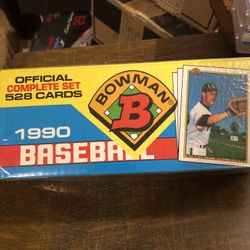 OFFICIAL
COMPLETE SET
528 CARDS
BOWMAN
B
®
1990
BASEBALL